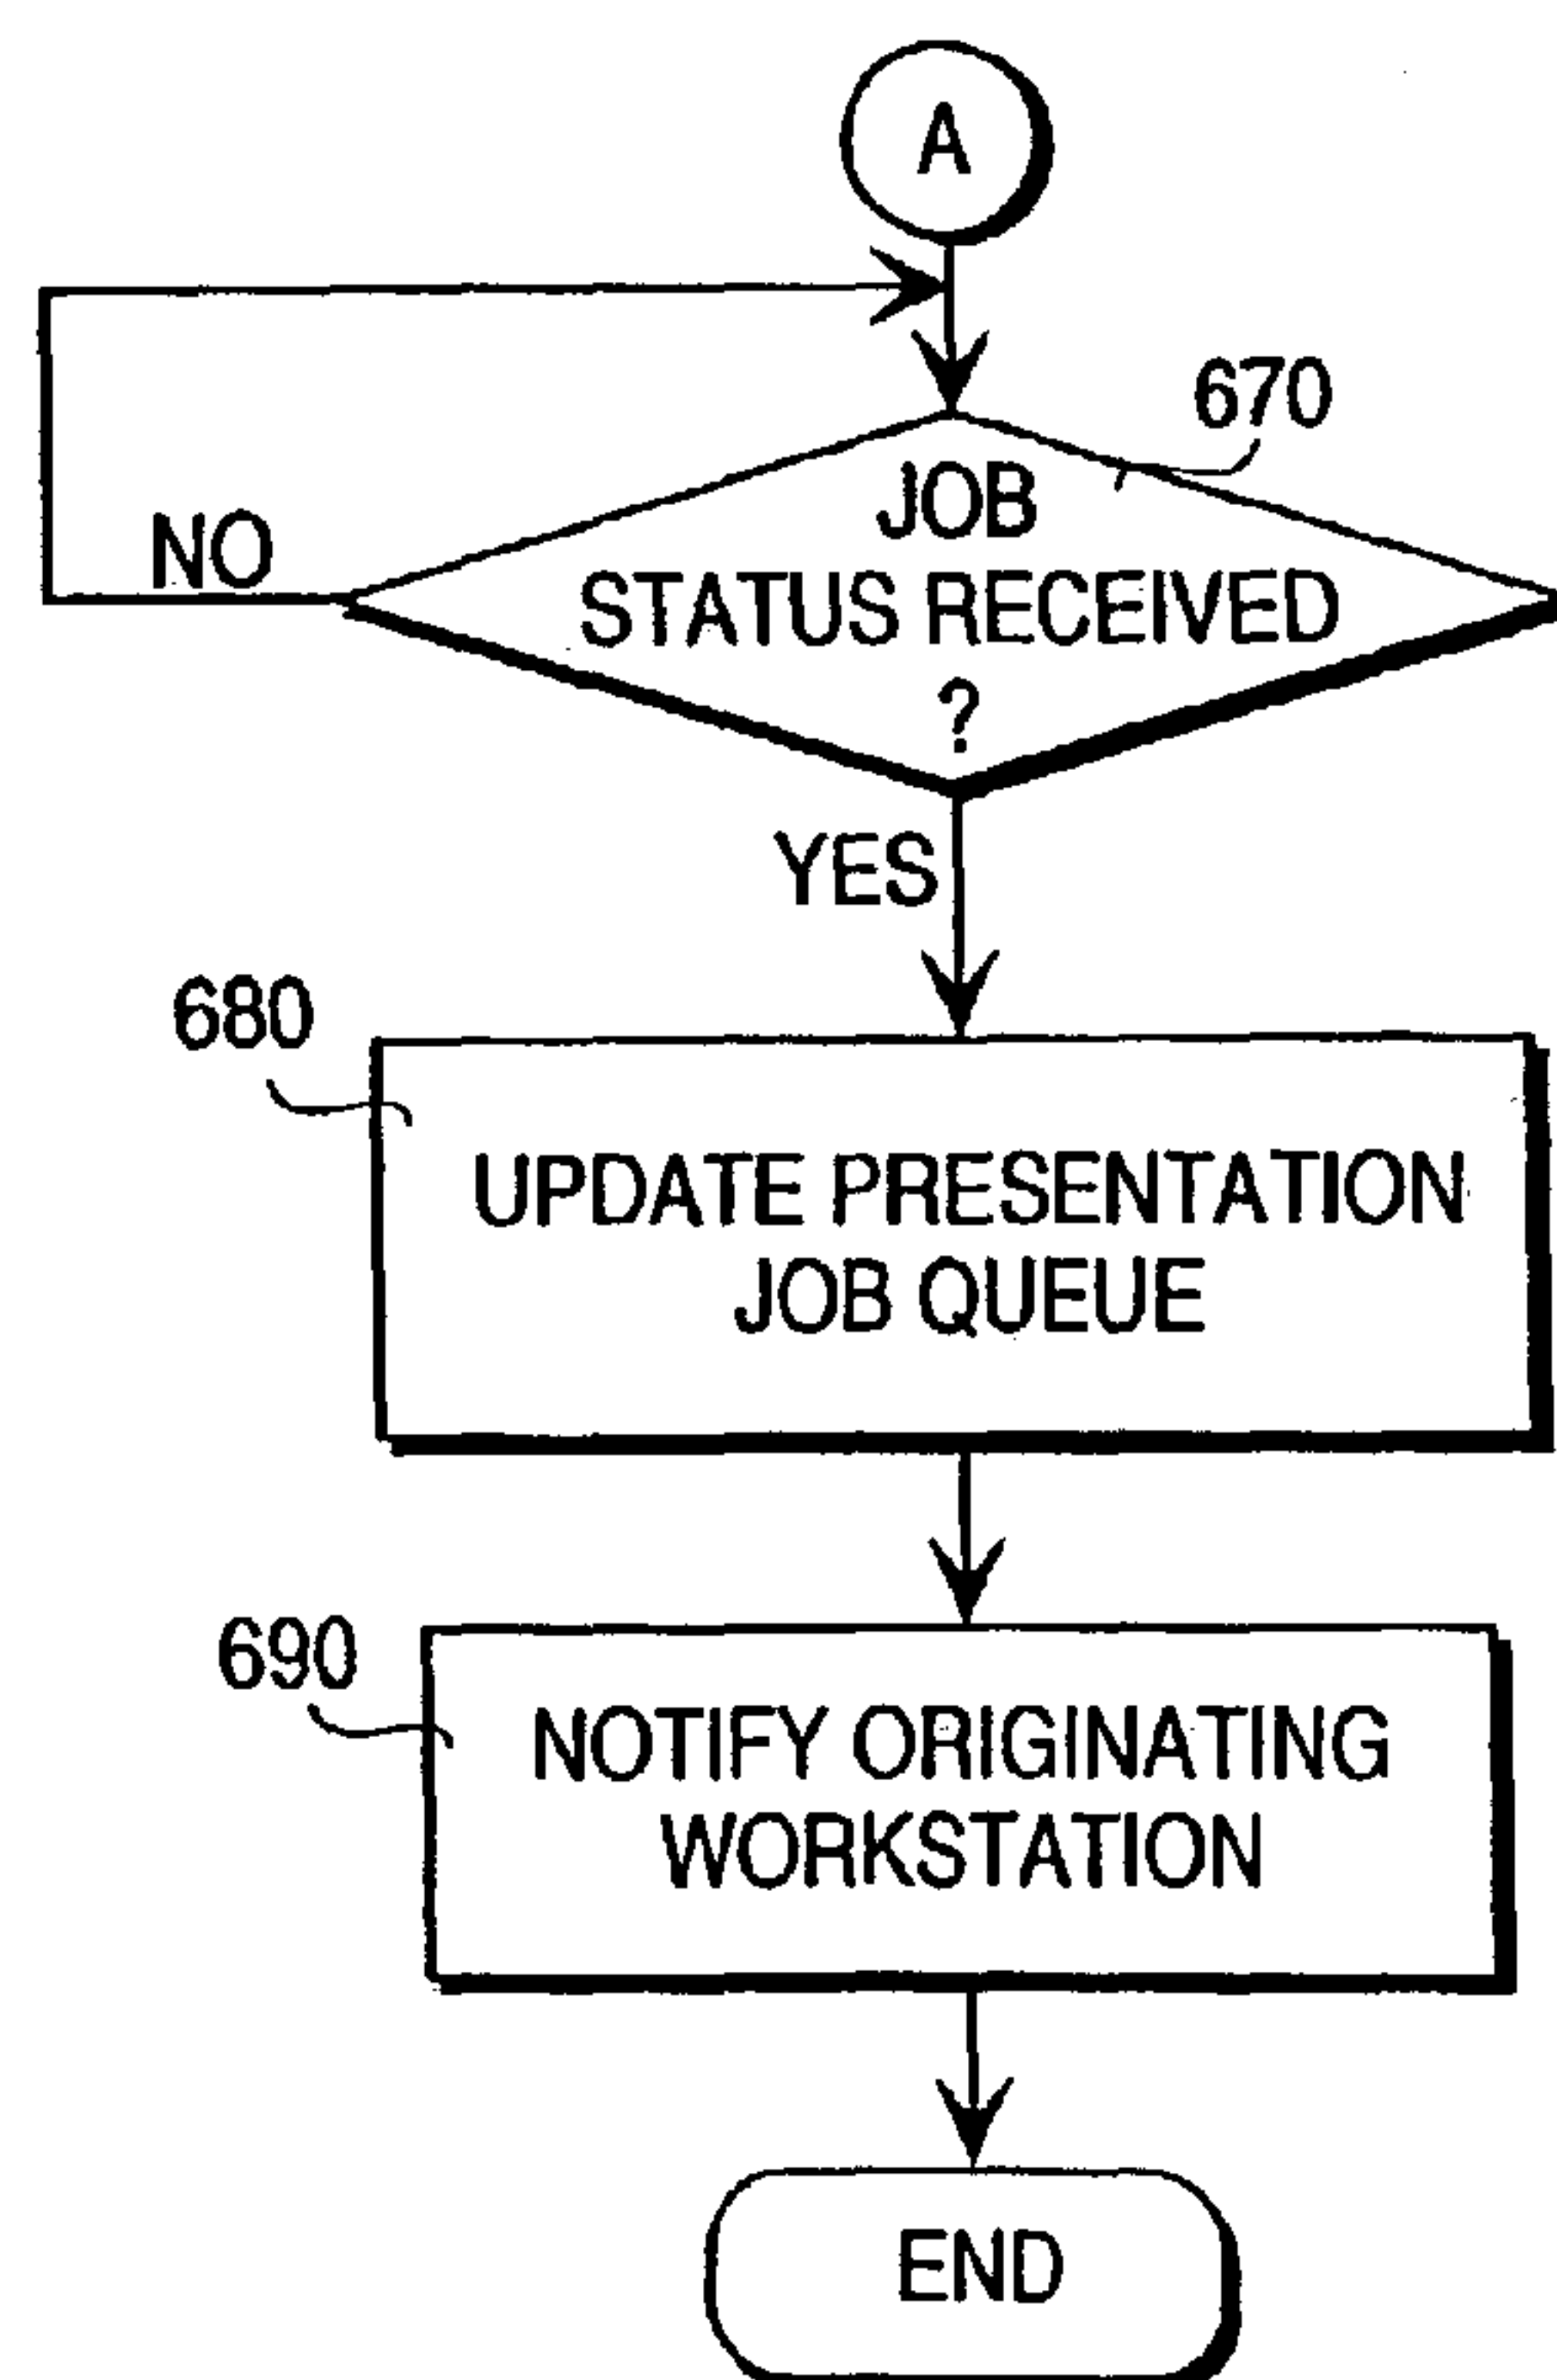 A
670
JOB
STATUS RECEIVED
?
NO
YES
680
UPDATE PRESENTATION
JOB QUEUE
690
NOTIFY ORIGINATING
WORKSTATION
END